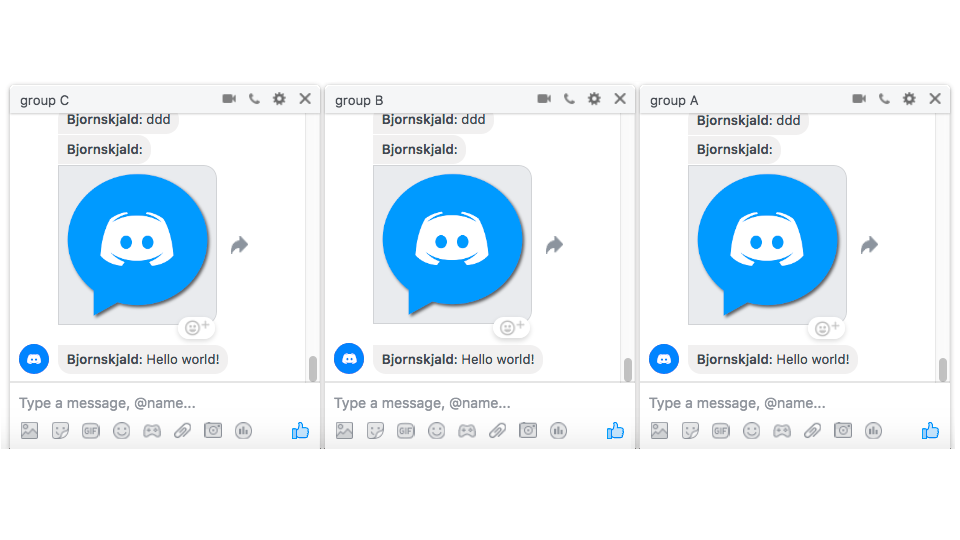 group C
Bjornskjald: ddd
Bjornskjald:
Bjornskjald: Hello world!
Type a message, @name...
GIF
group B
Bjornskjald: ddd
Bjornskjald:
Bjornskjald: Hello world!
Type a message, @name...
GIF
group A
Bjornskjald: ddd
Bjornskjald:
Bjornskjald: Hello world!
Type a message, @name...
GIF